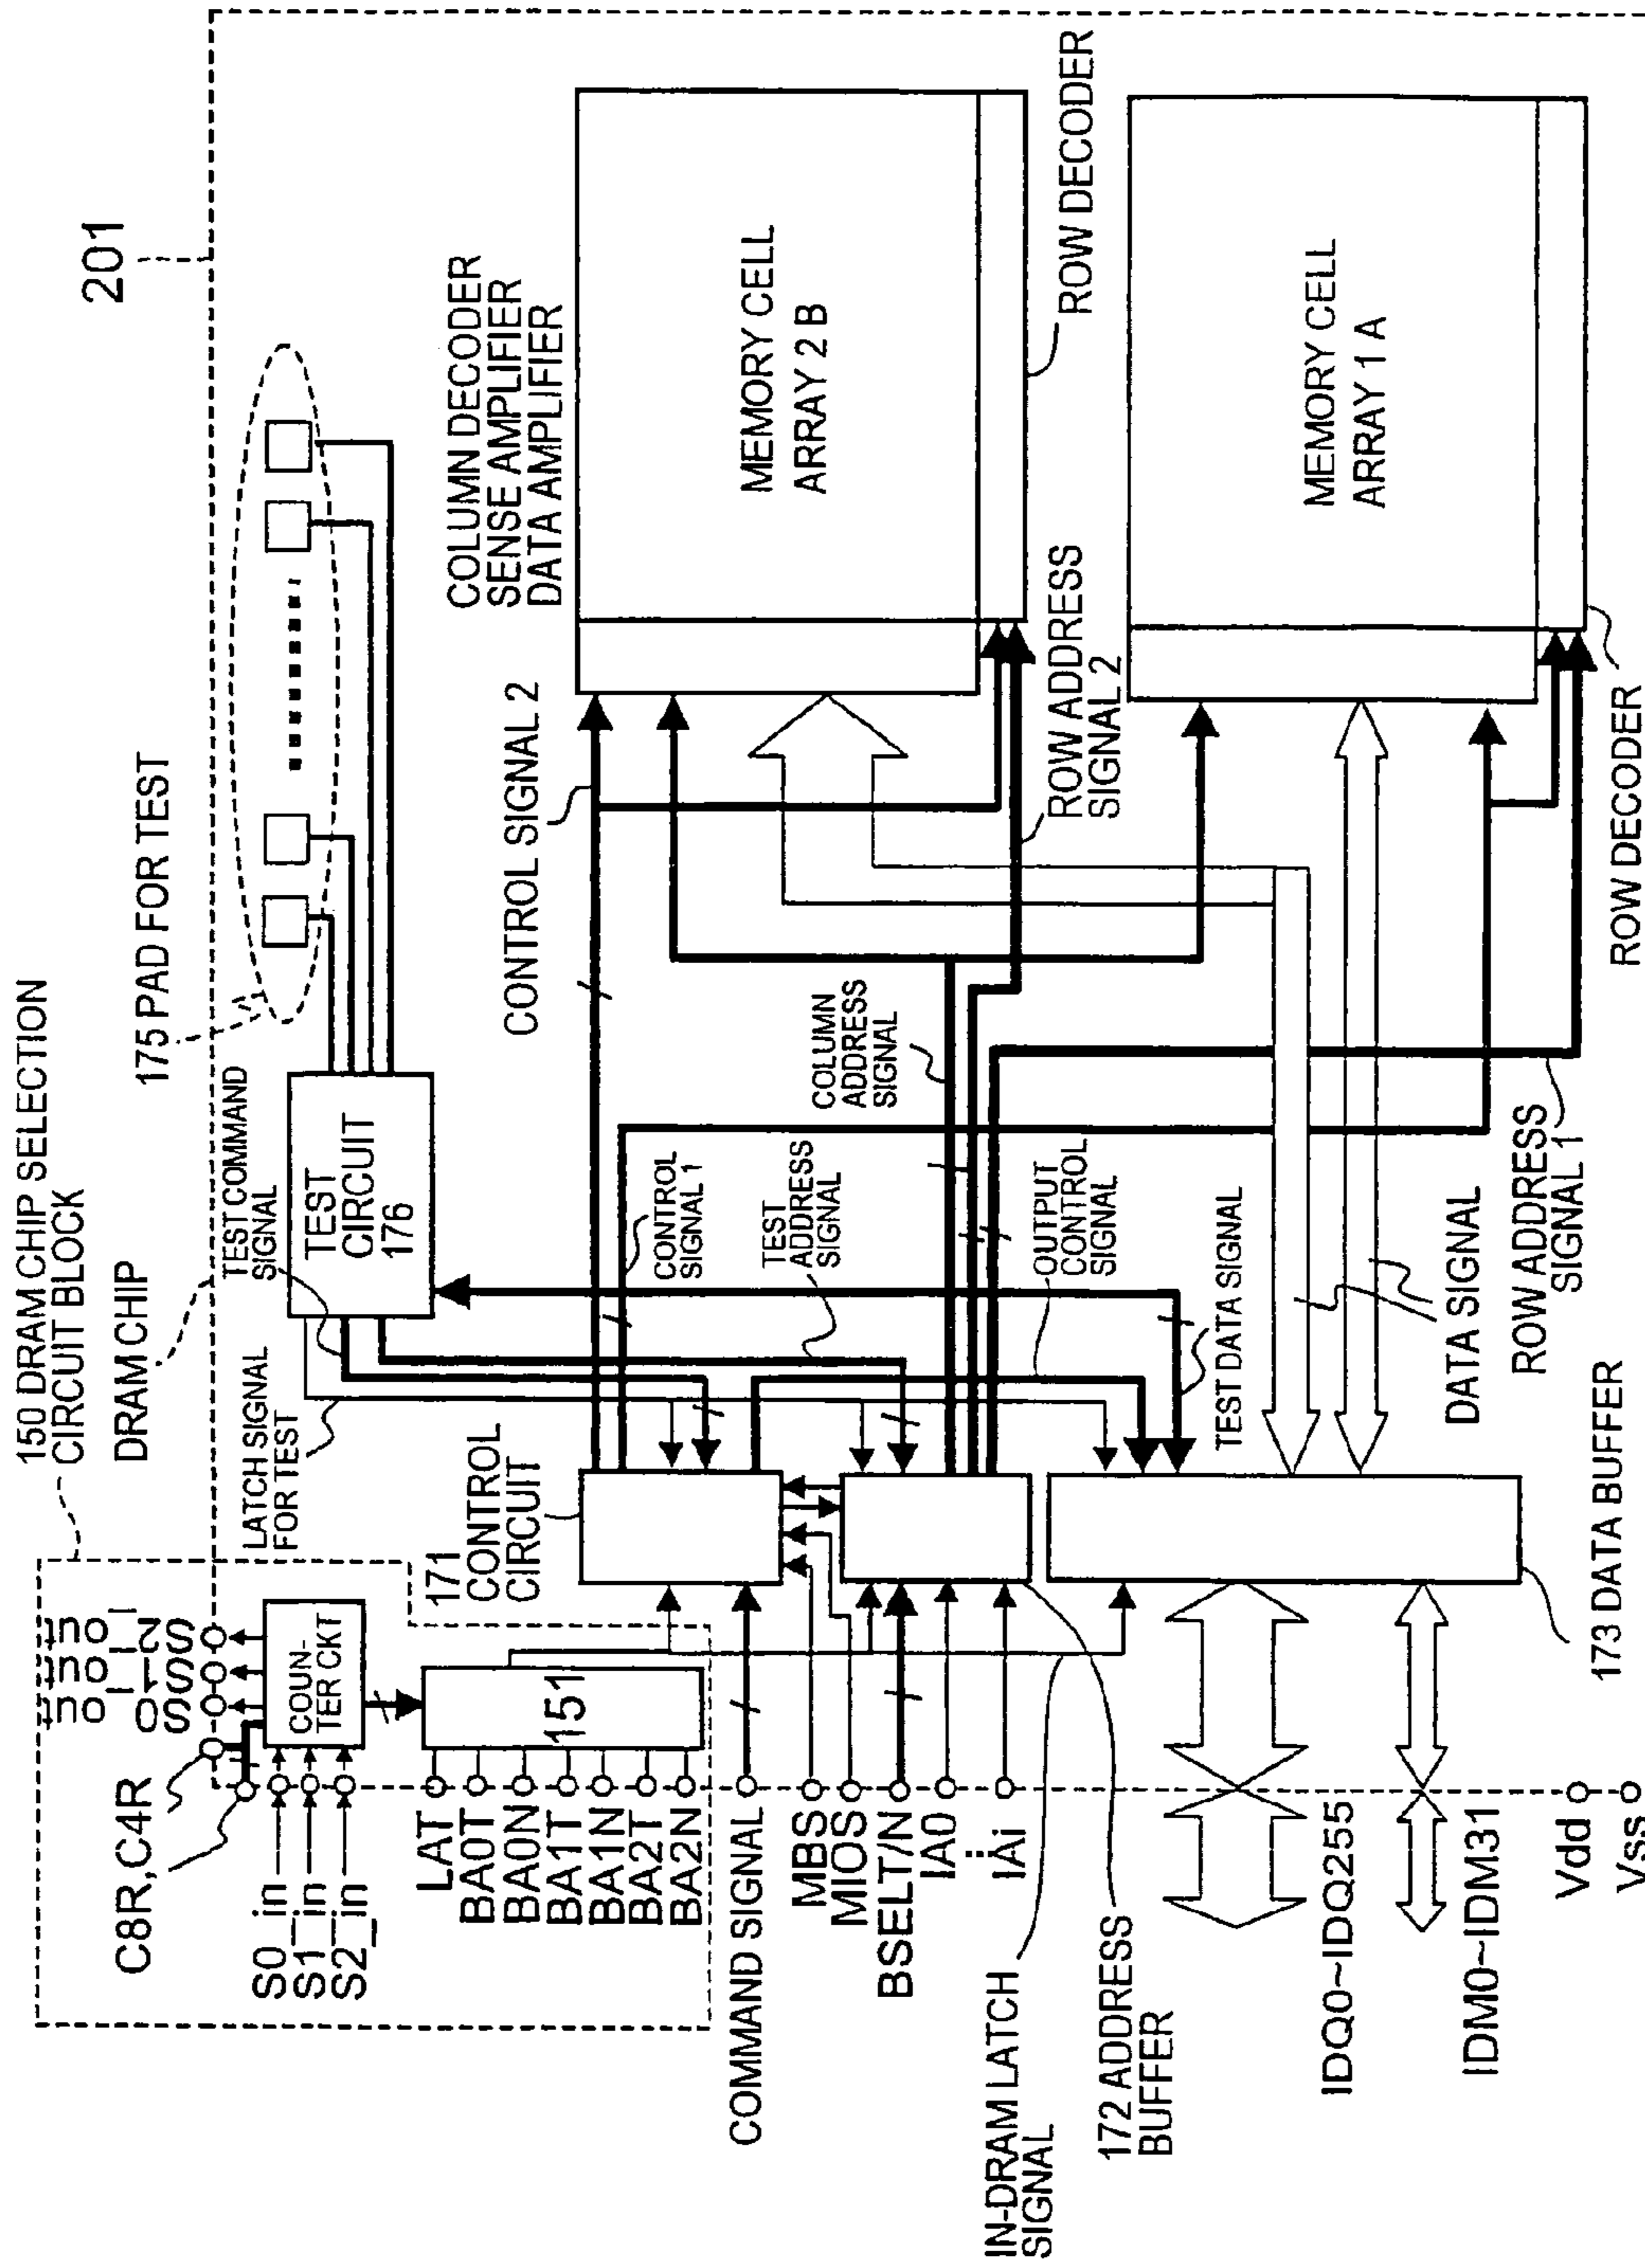 150 DRAM CHIP SELECTION
CIRCUIT BLOCK
DRAM CHIP
175 PAD FOR TEST
201
C8R,C4R
S0_out
S1_out
S2_out
S0_in
S1_in
S2_in
COUN-
TER CKT
LATCH SIGNAL
FOR TEST
TEST COMMAND
SIGNAL
TEST
CIRCUIT
176
LAT
BA0T
BA0N
BA1T
BA1N
BA2T
BA2N
151
171
CONTROL
CIRCUIT
CONTROL SIGNAL 2
COLUMN DECODER
SENSE AMPLIFIER
DATA AMPLIFIER
COMMAND SIGNAL
CONTROL
SIGNAL 1
TEST
ADDRESS
SIGNAL
COLUMN
ADDRESS
SIGNAL
MEMORY CELL
ARRAY 2 B
MBS
MIOS
BSELT/N
IA0
IAi
OUTPUT
CONTROL
SIGNAL
ROW ADDRESS
SIGNAL 2
ROW DECODER
IN-DRAM LATCH
SIGNAL
172 ADDRESS
BUFFER
TEST DATA SIGNAL
MEMORY CELL
ARRAY 1 A
IDQ0~IDQ255
IDM0~IDM31
DATA SIGNAL
ROW ADDRESS
SIGNAL 1
ROW DECODER
173 DATA BUFFER
Vdd
Vss